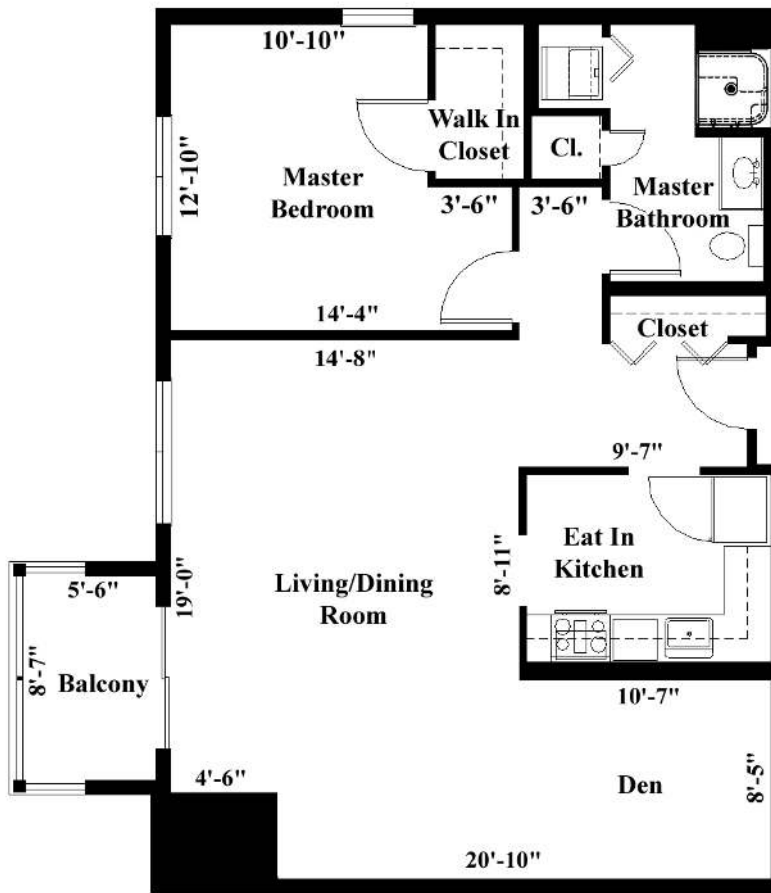 10'-10"
12'-10"
Walk In
Closet
Cl.
Master
Bedroom
Master
Bathroom
3'-6"
3'-6"
14'-4"
Closet
14'-8"
9'-7"
Eat In
Kitchen
8'-11"
Living/Dining
Room
19'-0"
5'-6"
8'-7"
Balcony
10'-7"
4'-6"
Den
8'-5"
20'-10"